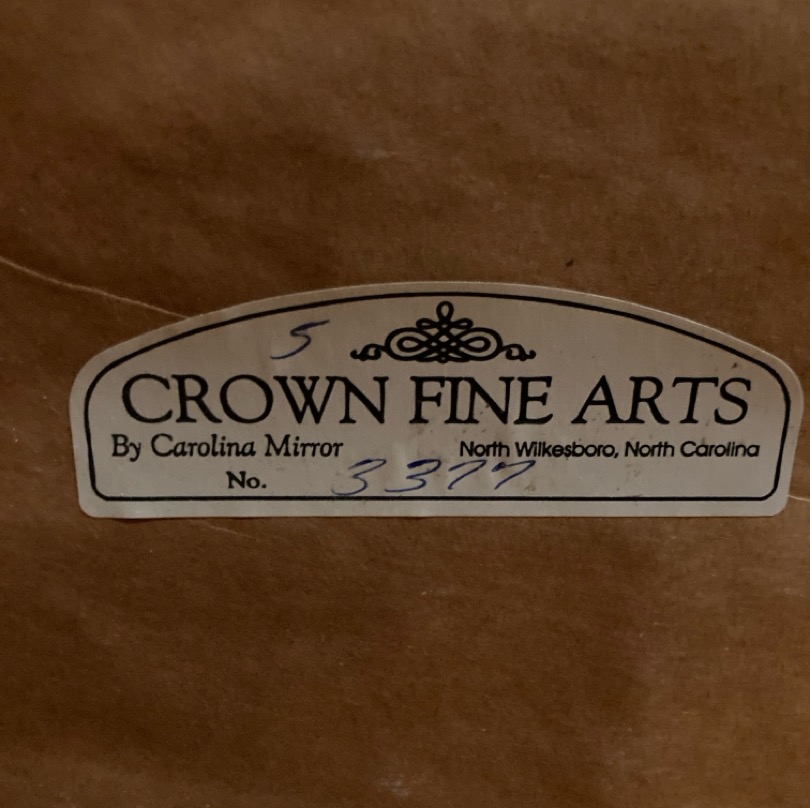 5
CROWN FINE ARTS
By Carolina Mirror North Wilkesboro, North Carolina
No. 3377